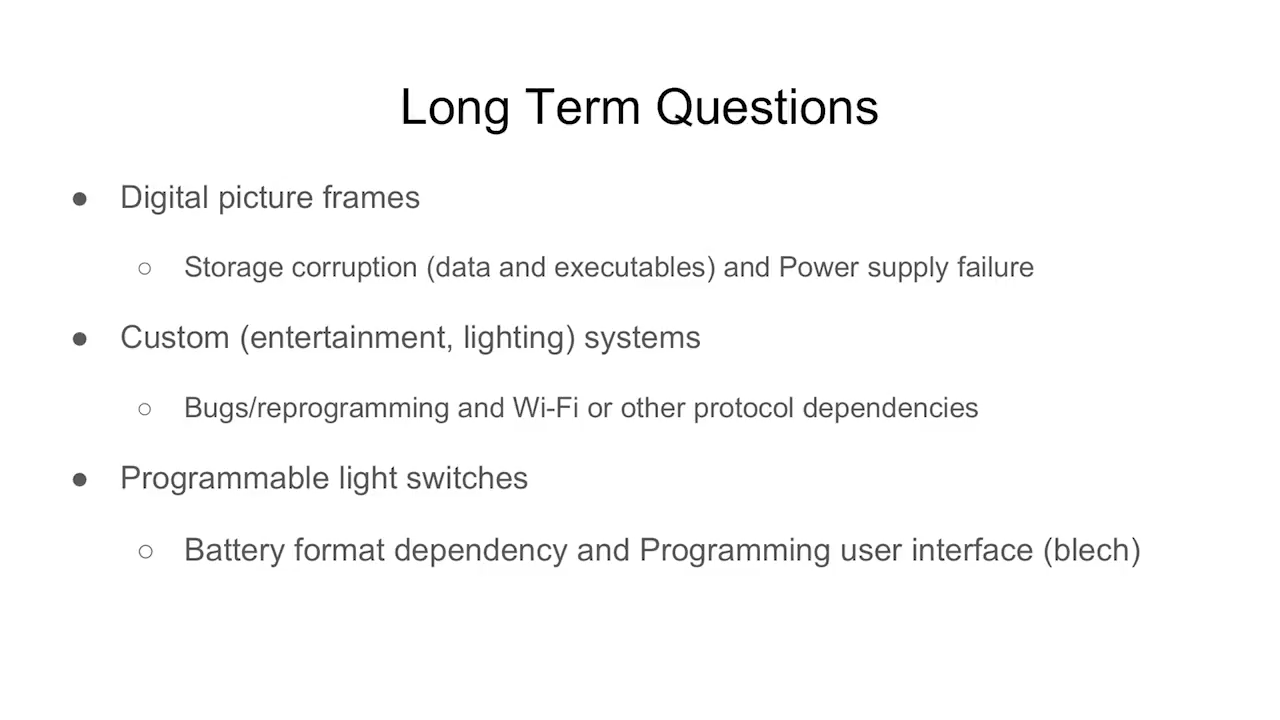 Long Term Questions
● Digital picture frames
○ Storage corruption (data and executables) and Power supply failure
● Custom (entertainment, lighting) systems
○ Bugs/reprogramming and Wi-Fi or other protocol dependencies
● Programmable light switches
○ Battery format dependency and Programming user interface (blech)